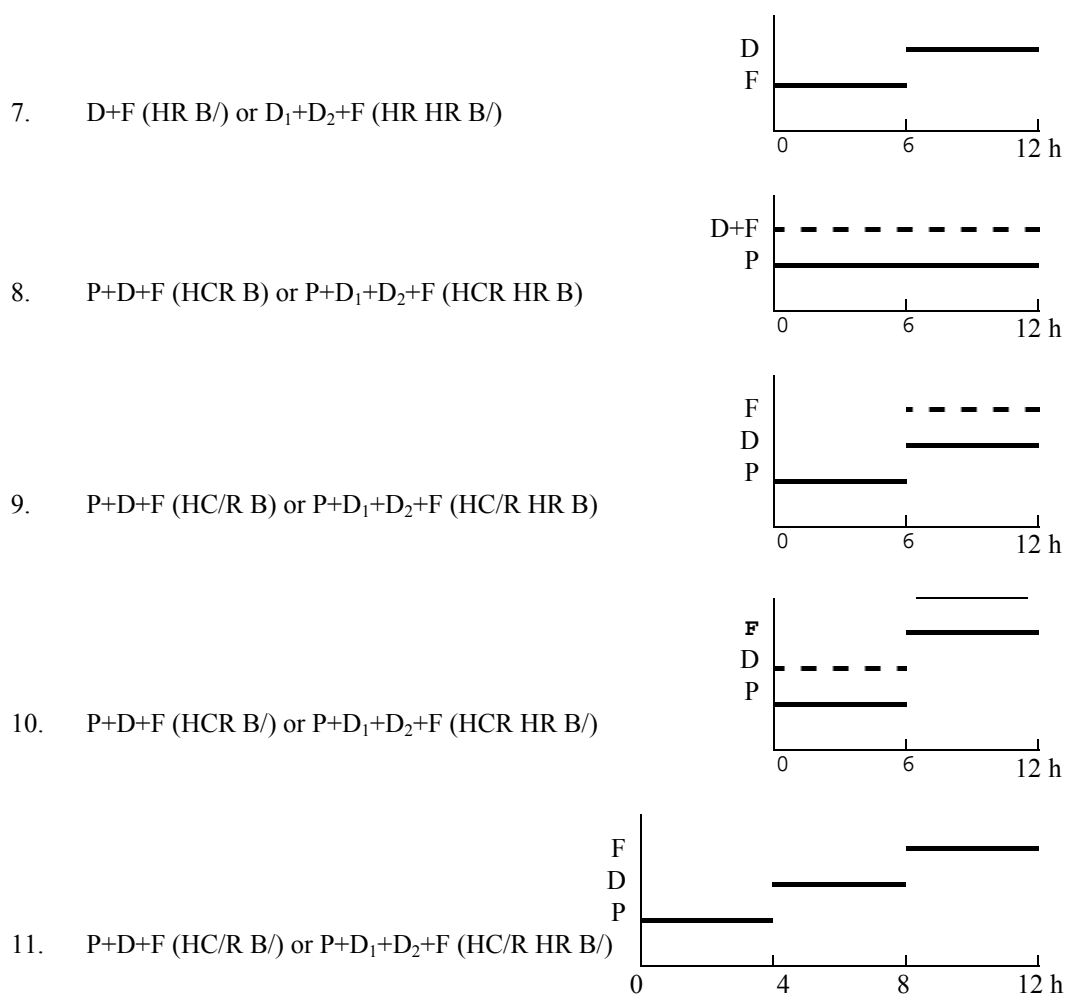 D
F
7. D+F (HR B/) or D₁+D₂+F (HR HR B/)
0 6 12 h
D+F
P
8. P+D+F (HCR B) or P+D₁+D₂+F (HCR HR B)
0 6 12 h
F
D
P
9. P+D+F (HC/R B) or P+D₁+D₂+F (HC/R HR B)
0 6 12 h
F
D
P
10. P+D+F (HCR B/) or P+D₁+D₂+F (HCR HR B/)
0 6 12 h
F
D
P
11. P+D+F (HC/R B/) or P+D₁+D₂+F (HC/R HR B/)
0 4 8 12 h